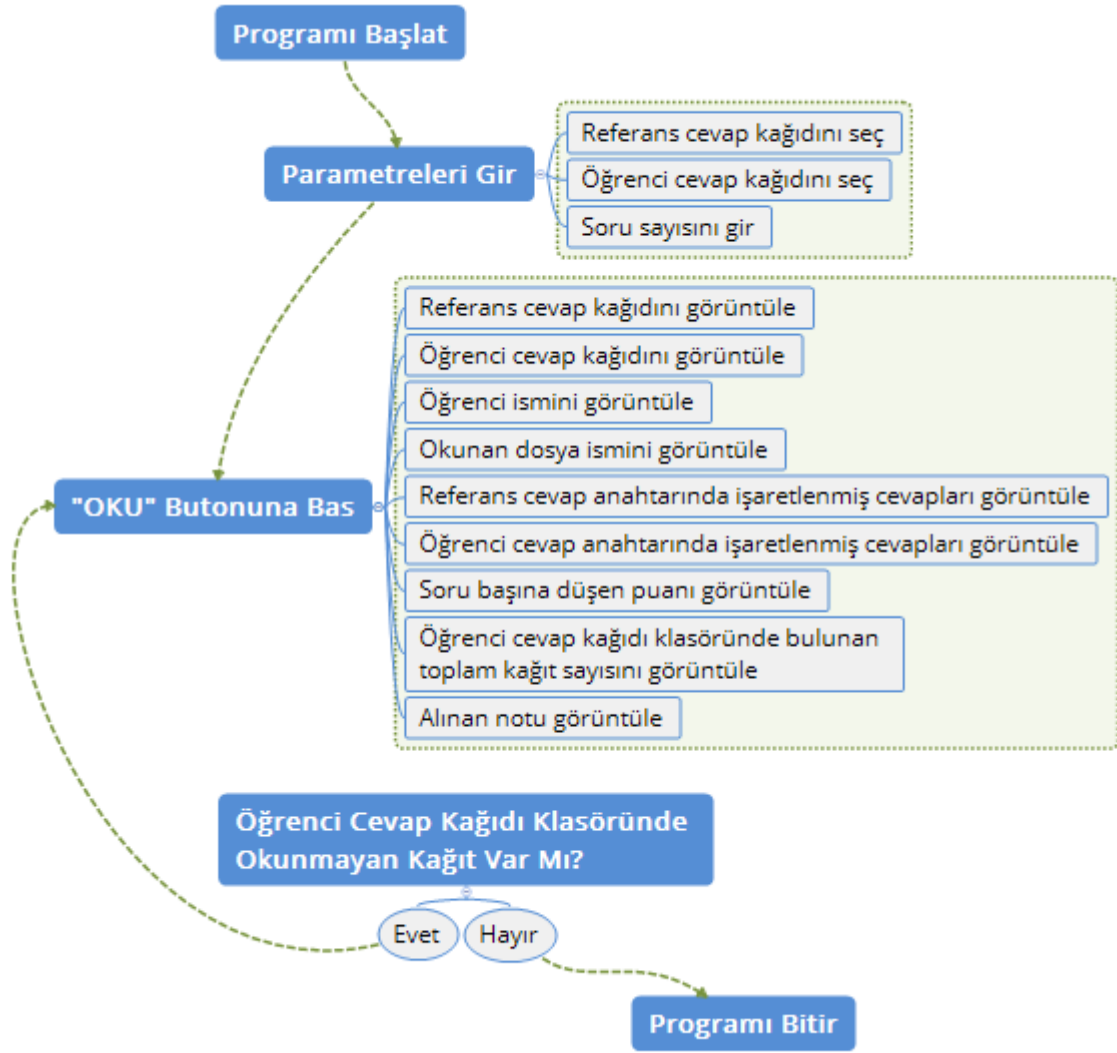 Programı Başlat
Parametreleri Gir
Referans cevap kağıdını seç
Öğrenci cevap kağıdını seç
Soru sayısını gir
Referans cevap kağıdını görüntüle
Öğrenci cevap kağıdını görüntüle
Öğrenci ismini görüntüle
Okunan dosya ismini görüntüle
"OKU" Butonuna Bas
Referans cevap anahtarında işaretlenmiş cevapları görüntüle
Öğrenci cevap anahtarında işaretlenmiş cevapları görüntüle
Soru başına düşen puanı görüntüle
Öğrenci cevap kağıdı klasöründe bulunan
toplam kağıt sayısını görüntüle
Alınan notu görüntüle
Öğrenci Cevap Kağıdı Klasöründe
Okunmayan Kağıt Var Mı?
Evet
Hayır
Programı Bitir